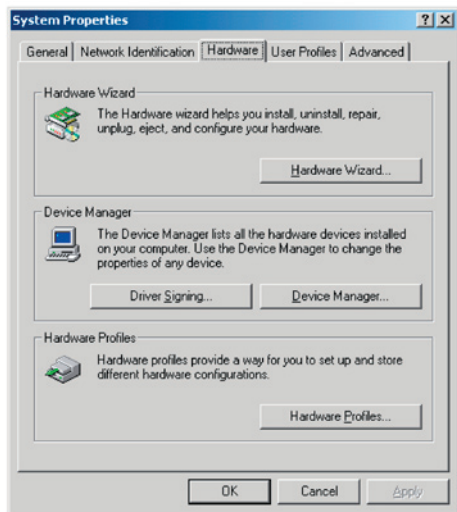 System Properties
General
Network Identification
Hardware
User Profiles
Advanced
Hardware Wizard
The Hardware wizard helps you install, uninstall, repair,
unplug, eject, and configure your hardware.
Hardware Wizard...
Device Manager
The Device Manager lists all the hardware devices installed
on your computer. Use the Device Manager to change the
properties of any device.
Driver Signing...
Device Manager...
Hardware Profiles
Hardware profiles provide a way for you to set up and store
different hardware configurations.
Hardware Profiles...
OK
Cancel
Apply